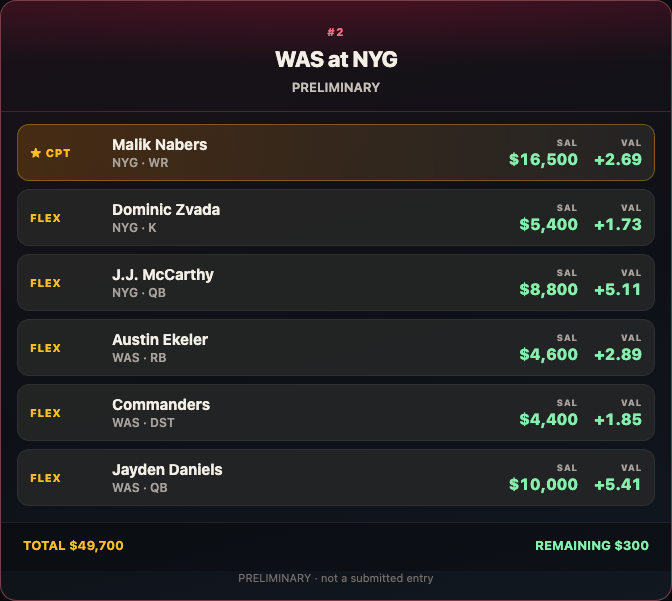 #2
WAS at NYG
PRELIMINARY
★ CPT
Malik Nabers
NYG · WR
SAL
$16,500
VAL
+2.69
FLEX
Dominic Zvada
NYG · K
SAL
$5,400
VAL
+1.73
FLEX
J.J. McCarthy
NYG · QB
SAL
$8,800
VAL
+5.11
FLEX
Austin Ekeler
WAS · RB
SAL
$4,600
VAL
+2.89
FLEX
Commanders
WAS · DST
SAL
$4,400
VAL
+1.85
FLEX
Jayden Daniels
WAS · QB
SAL
$10,000
VAL
+5.41
TOTAL $49,700
REMAINING $300
PRELIMINARY · not a submitted entry